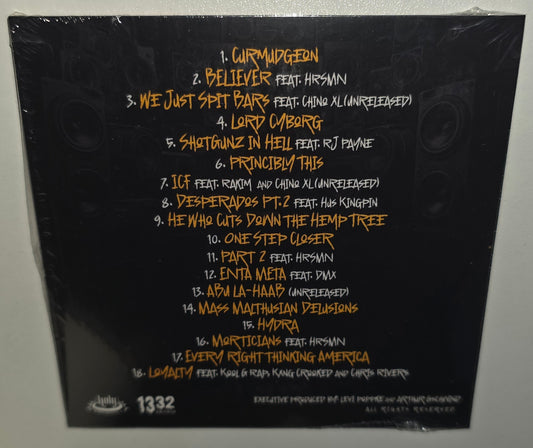 1. CURMUDGEON
2. BELIEVER FEAT. HRSMN
3. WE JUST SPIT BARS FEAT. CHINO XL (UNRELEASED)
4. LORD CYBORG
5. SHOTGUNZ IN HELL FEAT. RJ PAYNE
6. PRINCIBLY THIS
7. ICF FEAT. RAKIM AND CHINO XL (UNRELEASED)
8. DESPERADOS PT.2 FEAT. HUS KINGPIN
9. HE WHO CUTS DOWN THE HEMP TREE
10. ONE STEP CLOSER
11. PART 2 FEAT. HRSMN
12. ENTA META FEAT. DMX
13. ABU LA-HAAB (UNRELEASED)
14. MASS MALTHUSIAN DELUSIONS
15. HYDRA
16. MORTICIANS FEAT. HRSMN
17. EVERY RIGHT THINKING AMERICA
18. LOYALTY FEAT. KOOL G RAP, KANG CROOKED AND CHRIS RIVERS
1332
EXECUTIVE PRODUCED BY: LEVI
AND ARTHUR
ALL RIGHTS RESERVED